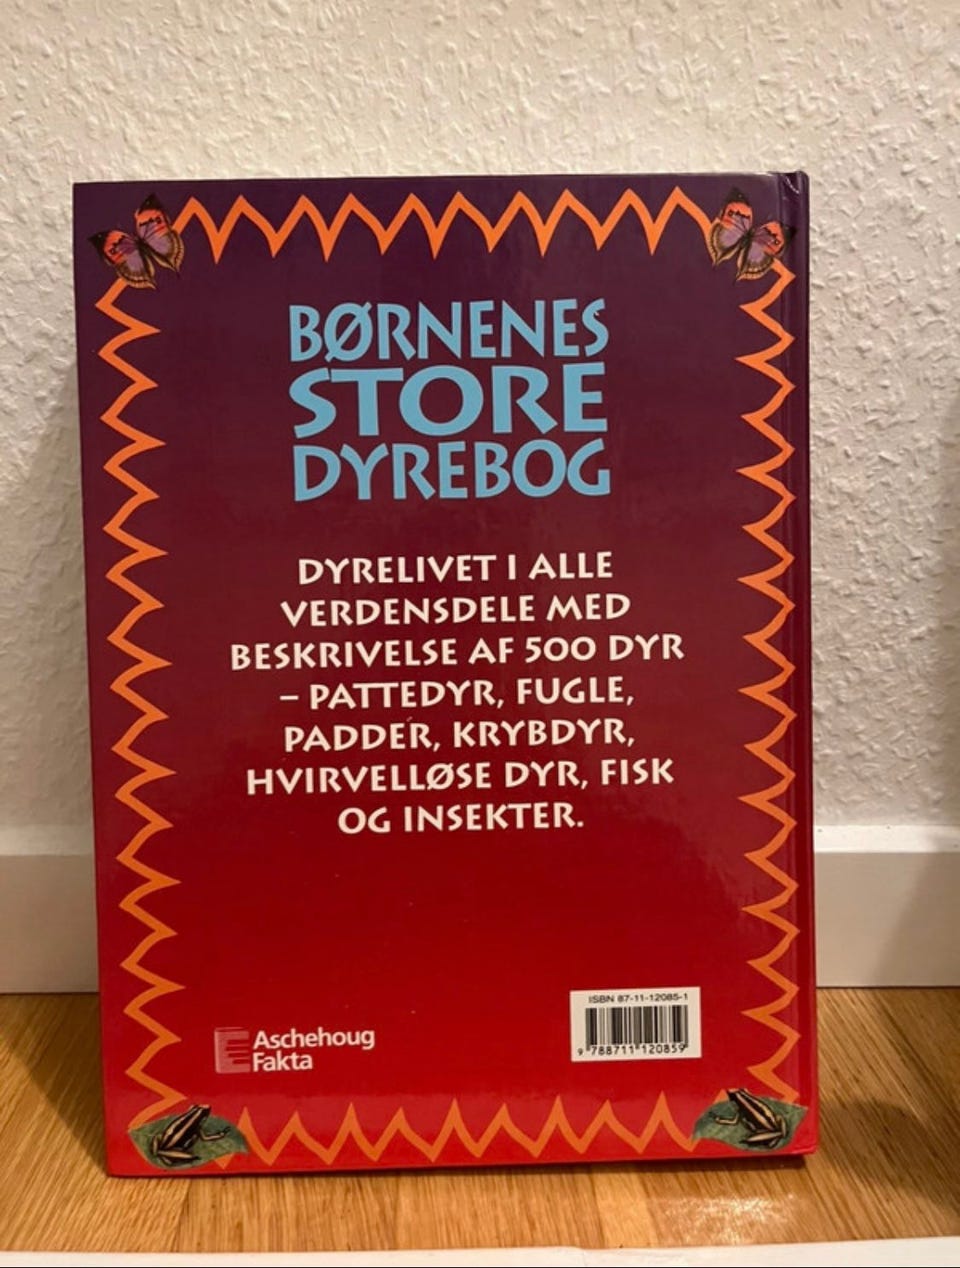 BØRNENES
STORE
DYREBOG
DYRELIVET I ALLE
VERDENSDELE MED
BESKRIVELSE AF 500 DYR
– PATTEDYR, FUGLE,
PADDER, KRYBDYR,
HVIRVELLØSE DYR, FISK
OG INSEKTER.
ISBN 87-11-12085-1
9 788711 120859
Aschehoug
Fakta